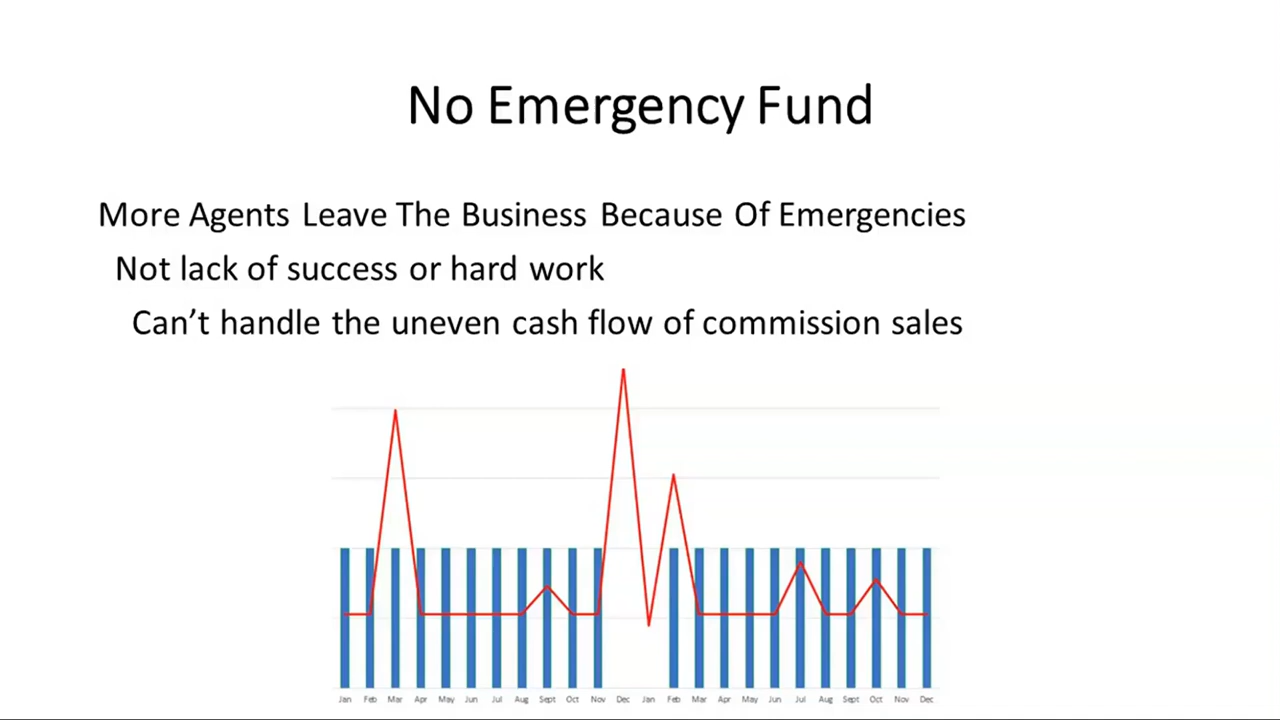 No Emergency Fund
More Agents Leave The Business Because Of Emergencies
Not lack of success or hard work
Can’t handle the uneven cash flow of commission sales
Jan Feb Mar Apr May Jun Jul Aug Sept Oct Nov Dec Jan Feb Mar Apr May Jun Jul Aug Sept Oct Nov Dec